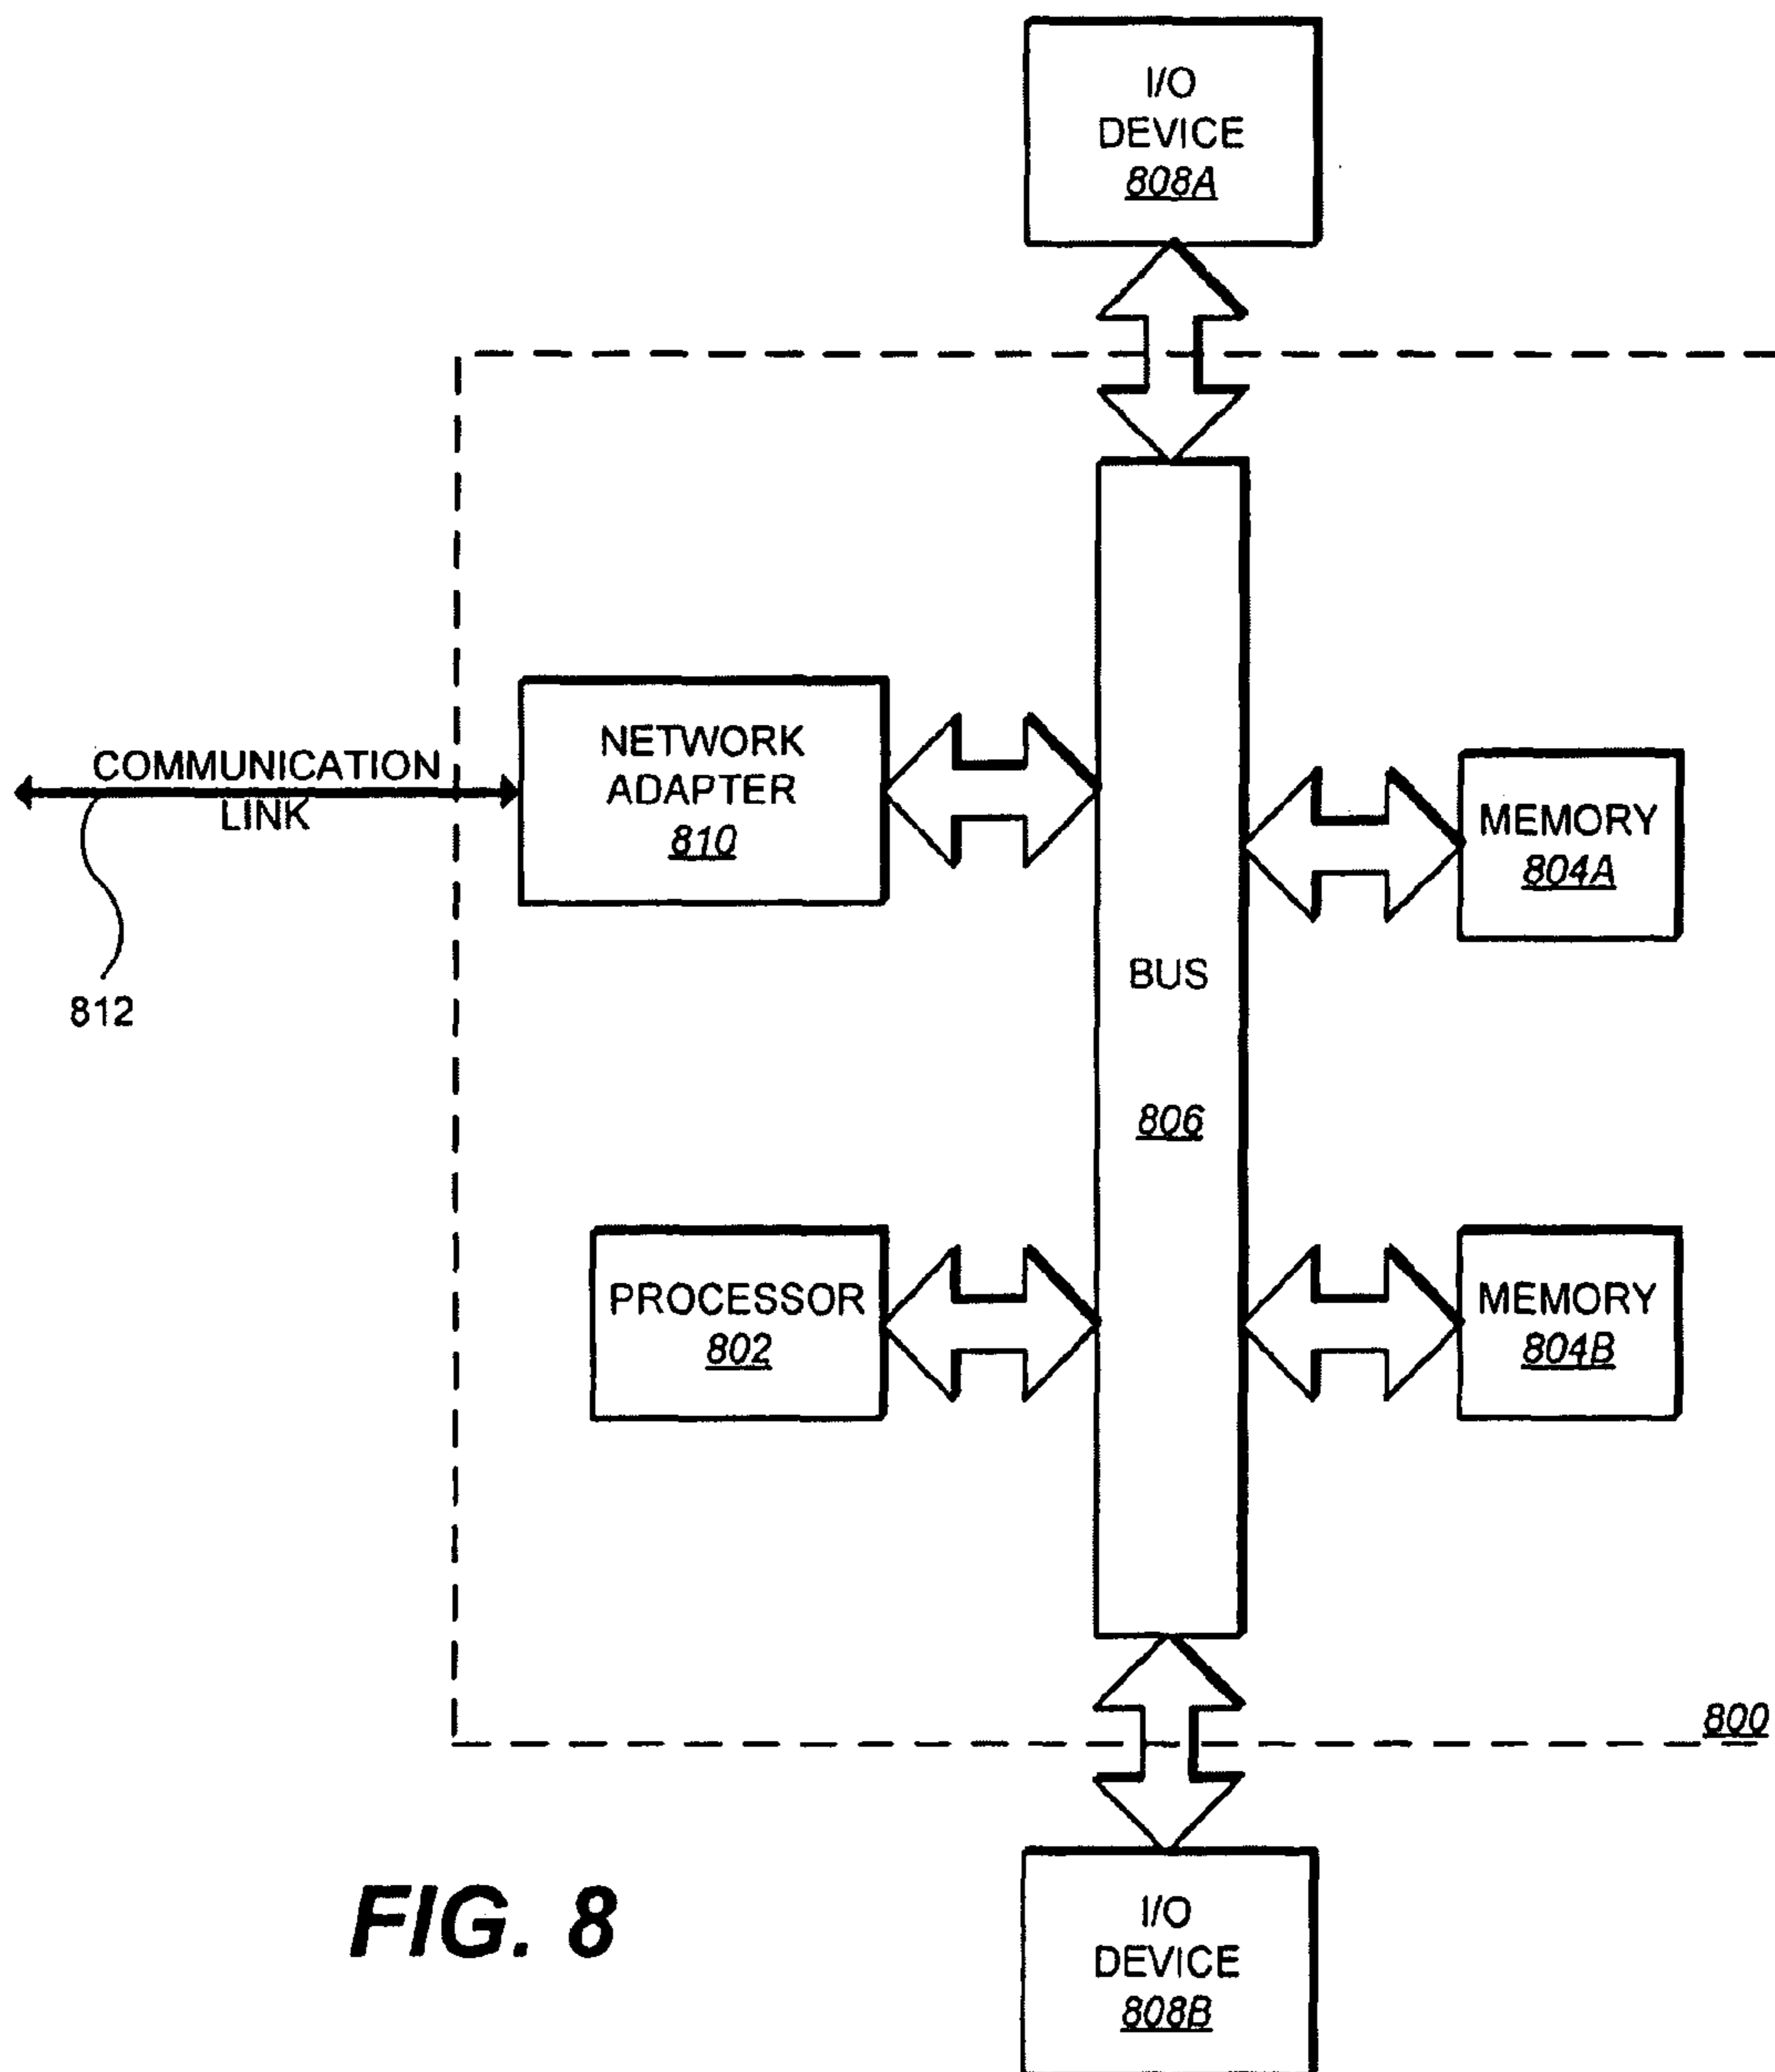 I/O
DEVICE
808A
NETWORK
ADAPTER
810
COMMUNICATION
LINK
812
MEMORY
804A
BUS
806
PROCESSOR
802
MEMORY
804B
800
I/O
DEVICE
808B
FIG. 8